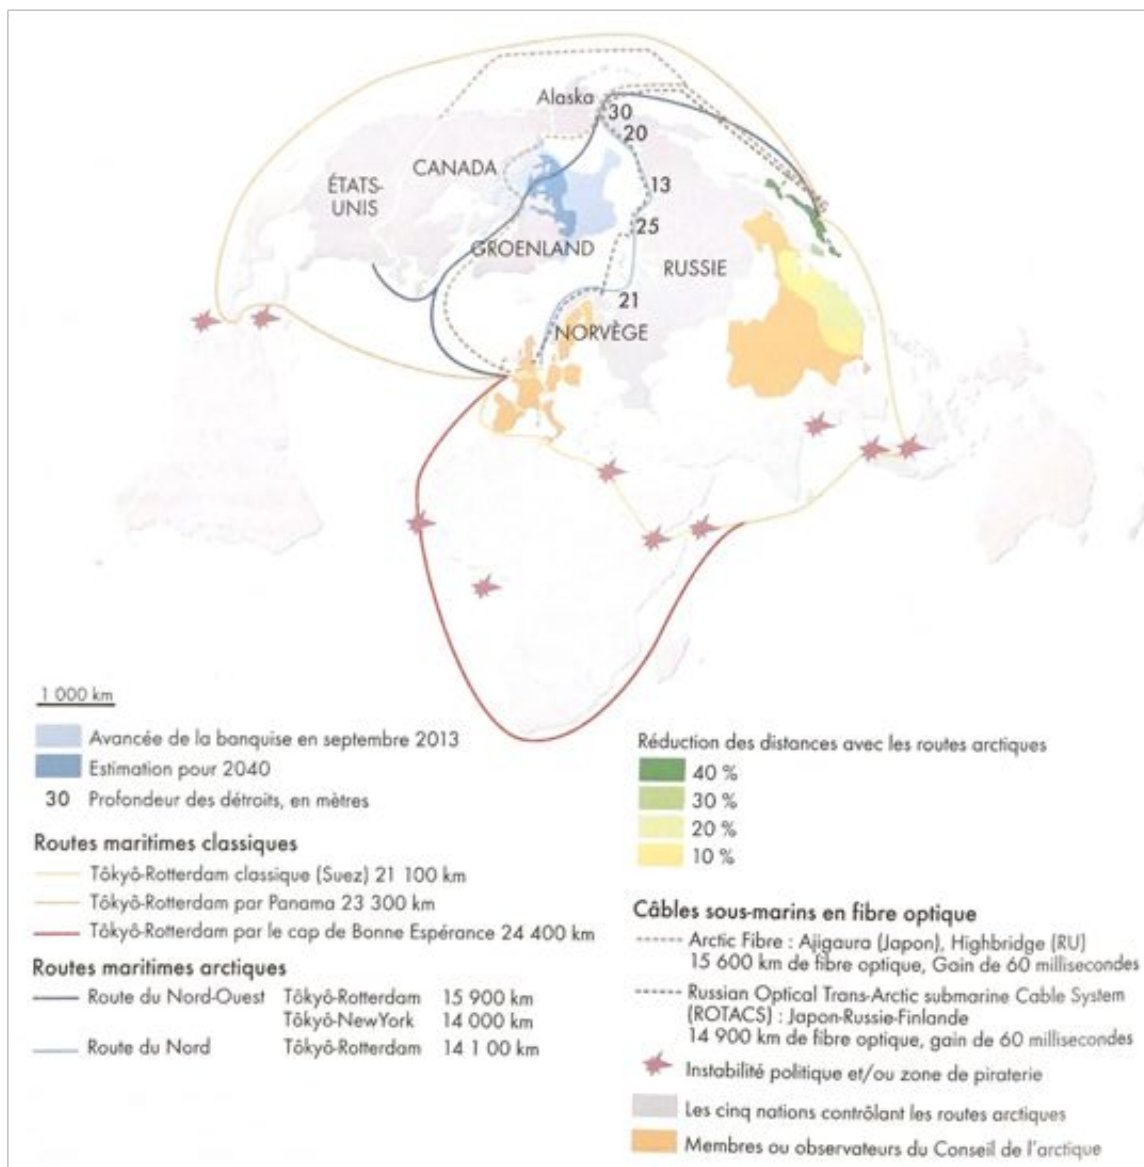 Alaska
30
20
CANADA
ÉTATS-
UNIS
13
25
GROENLAND
RUSSIE
21
NORVÈGE
1 000 km
Avancée de la banquise en septembre 2013
Estimation pour 2040
30 Profondeur des détroits, en mètres
Routes maritimes classiques
Tôkyô-Rotterdam classique (Suez) 21 100 km
Tôkyô-Rotterdam par Panama 23 300 km
Tôkyô-Rotterdam par le cap de Bonne Espérance 24 400 km
Routes maritimes arctiques
Route du Nord-Ouest Tôkyô-Rotterdam 15 900 km
Tôkyô-NewYork 14 000 km
Route du Nord Tôkyô-Rotterdam 14 1 00 km
Réduction des distances avec les routes arctiques
40 %
30 %
20 %
10 %
Câbles sous-marins en fibre optique
Arctic Fibre : Ajigaura (Japon), Highbridge (RU)
15 600 km de fibre optique, Gain de 60 millisecondes
Russian Optical Trans-Arctic submarine Cable System
(ROTACS) : Japon-Russie-Finlande
14 900 km de fibre optique, gain de 60 millisecondes
Instabilité politique et/ou zone de piraterie
Les cinq nations contrôlant les routes arctiques
Membres ou observateurs du Conseil de l'arctique